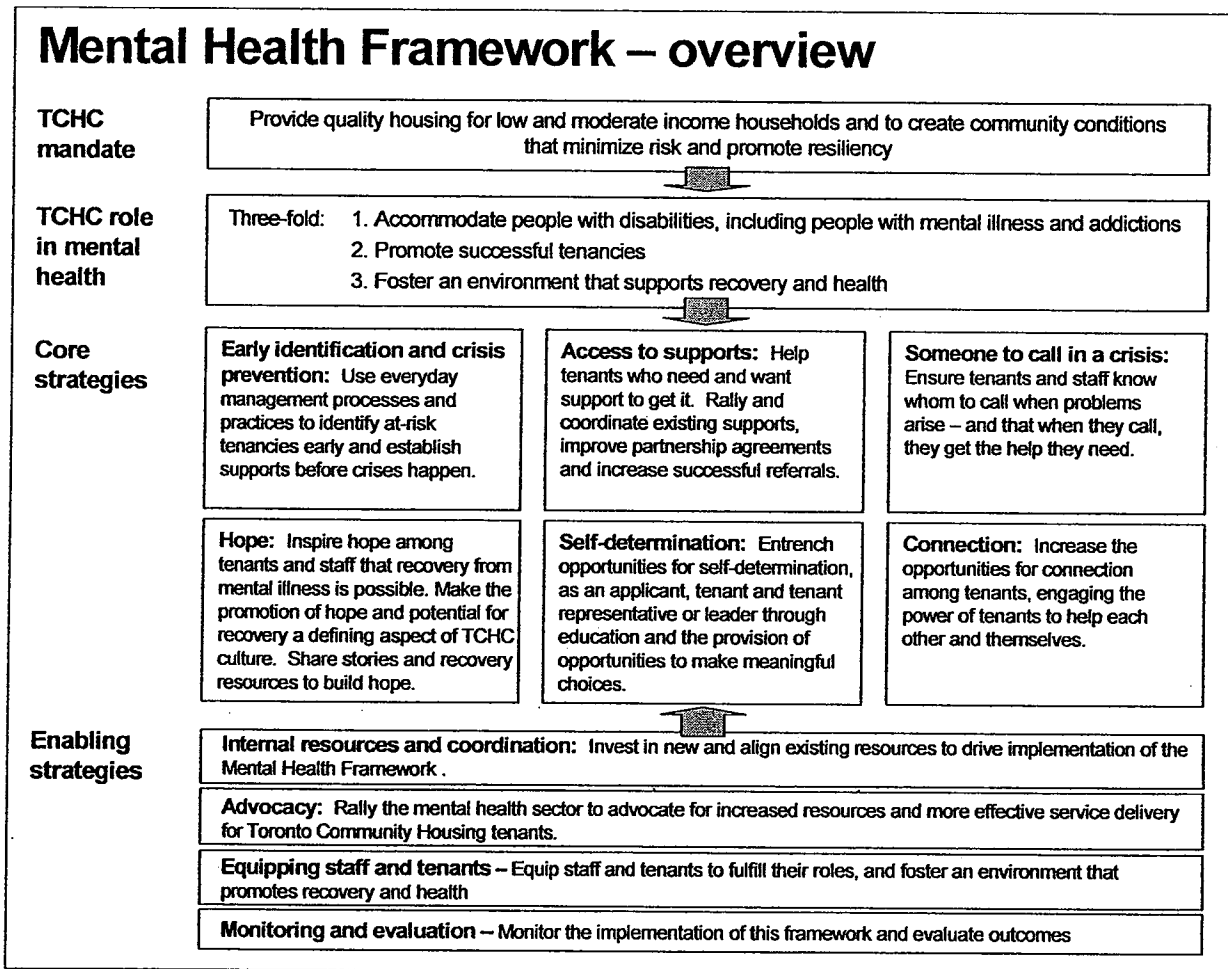 Mental Health Framework – overview
TCHC
mandate
Provide quality housing for low and moderate income households and to create community conditions
that minimize risk and promote resiliency
TCHC role
in mental
health
Three-fold: 1. Accommodate people with disabilities, including people with mental illness and addictions
2. Promote successful tenancies
3. Foster an environment that supports recovery and health
Core
strategies
Early identification and crisis
prevention: Use everyday
management processes and
practices to identify at-risk
tenancies early and establish
supports before crises happen.
Access to supports: Help
tenants who need and want
support to get it. Rally and
coordinate existing supports,
improve partnership agreements
and increase successful referrals.
Someone to call in a crisis:
Ensure tenants and staff know
whom to call when problems
arise – and that when they call,
they get the help they need.
Hope: Inspire hope among
tenants and staff that recovery from
mental illness is possible. Make the
promotion of hope and potential for
recovery a defining aspect of TCHC
culture. Share stories and recovery
resources to build hope.
Self-determination: Entrench
opportunities for self-determination,
as an applicant, tenant and tenant
representative or leader through
education and the provision of
opportunities to make meaningful
choices.
Connection: Increase the
opportunities for connection
among tenants, engaging the
power of tenants to help each
other and themselves.
Enabling
strategies
Internal resources and coordination: Invest in new and align existing resources to drive implementation of the
Mental Health Framework .
Advocacy: Rally the mental health sector to advocate for increased resources and more effective service delivery
for Toronto Community Housing tenants.
Equipping staff and tenants – Equip staff and tenants to fulfill their roles, and foster an environment that
promotes recovery and health
Monitoring and evaluation – Monitor the implementation of this framework and evaluate outcomes